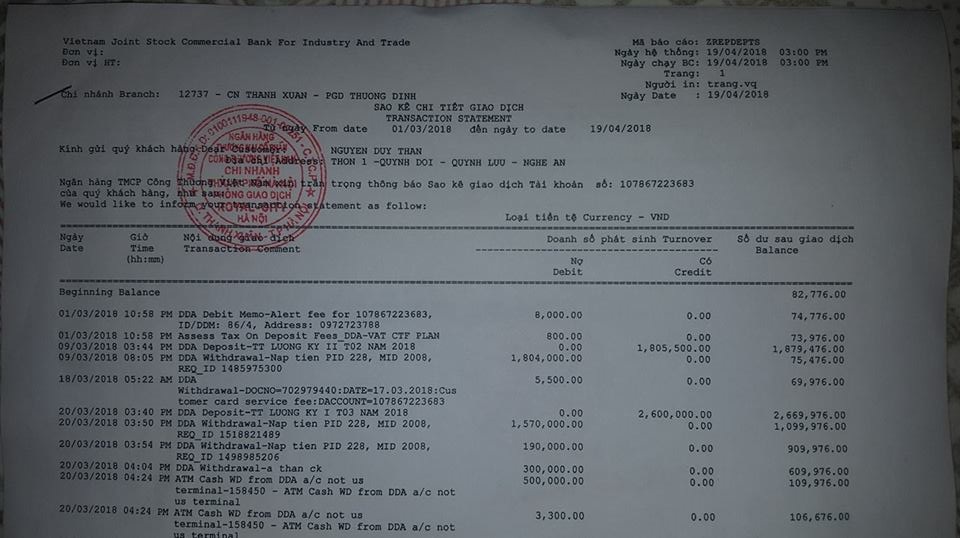 Vietnam Joint Stock Commercial Bank For Industry And Trade
Đơn vị:
Đơn vị HT:
Mã báo cáo: ZREPDEPTS
Ngày hệ thống: 19/04/2018 03:00 PM
Ngày chạy BC: 19/04/2018 03:00 PM
Trang: 1
Người in: trang.vq
Ngày Date : 19/04/2018
Chi nhánh Branch: 12737 - CN THANH XUAN - PGD THUONG DINH
SAO KÊ CHI TIẾT GIAO DỊCH
TRANSACTION STATEMENT
Từ ngày From date 01/03/2018 đến ngày to date 19/04/2018
Kính gửi quý khách hàng Dear Customer: NGUYEN DUY THAN
Địa chỉ Address: THON 1 -QUYNH DOI - QUYNH LUU - NGHE AN
Ngân hàng TMCP Công Thương Việt Nam xin trân trọng thông báo Sao kê giao dịch Tài khoản số: 107867223683
của quý khách hàng, như sau
We would like to inform your transaction statement as follow:
NGÂN HÀNG
CHI NHÁNH
PHÒNG GIAO DỊCH
ROYAL CITY
HÀ NỘI
Loại tiền tệ Currency - VND
Ngày Giờ Nội dung giao dịch Doanh số phát sinh Turnover Số dư sau giao dịch
Date Time Transaction Comment Balance
(hh:mm) Nợ Có
Debit Credit
Beginning Balance 82,776.00
01/03/2018 10:58 PM DDA Debit Memo-Alert fee for 107867223683, 8,000.00 0.00 74,776.00
ID/DDM: 86/4, Address: 0972723788
01/03/2018 10:58 PM Assess Tax On Deposit Fees_DDA-VAT CTF PLAN 800.00 0.00 73,976.00
09/03/2018 03:44 PM DDA Deposit-TT LUONG KY II T02 NAM 2018 0.00 1,805,500.00 1,879,476.00
09/03/2018 08:05 PM DDA Withdrawal-Nap tien PID 228, MID 2008, 1,804,000.00 0.00 75,476.00
REQ_ID 1485975300
18/03/2018 05:22 AM DDA 5,500.00 0.00 69,976.00
Withdrawal-DOCNO=702979440:DATE=17.03.2018:Cus
tomer card service fee:DACCOUNT=107867223683
20/03/2018 03:40 PM DDA Deposit-TT LUONG KY I T03 NAM 2018 0.00 2,600,000.00 2,669,976.00
20/03/2018 03:50 PM DDA Withdrawal-Nap tien PID 228, MID 2008, 1,570,000.00 0.00 1,099,976.00
REQ_ID 1518821489
20/03/2018 03:54 PM DDA Withdrawal-Nap tien PID 228, MID 2008, 190,000.00 0.00 909,976.00
REQ_ID 1498985206
20/03/2018 04:04 PM DDA Withdrawal-a than ck 300,000.00 0.00 609,976.00
20/03/2018 04:24 PM ATM Cash WD from DDA a/c not us 500,000.00 0.00 109,976.00
terminal-158450 - ATM Cash WD from DDA a/c not
us terminal
20/03/2018 04:24 PM ATM Cash WD from DDA a/c not us 3,300.00 0.00 106,676.00
terminal-158450 - ATM Cash WD from DDA a/c not
us terminal